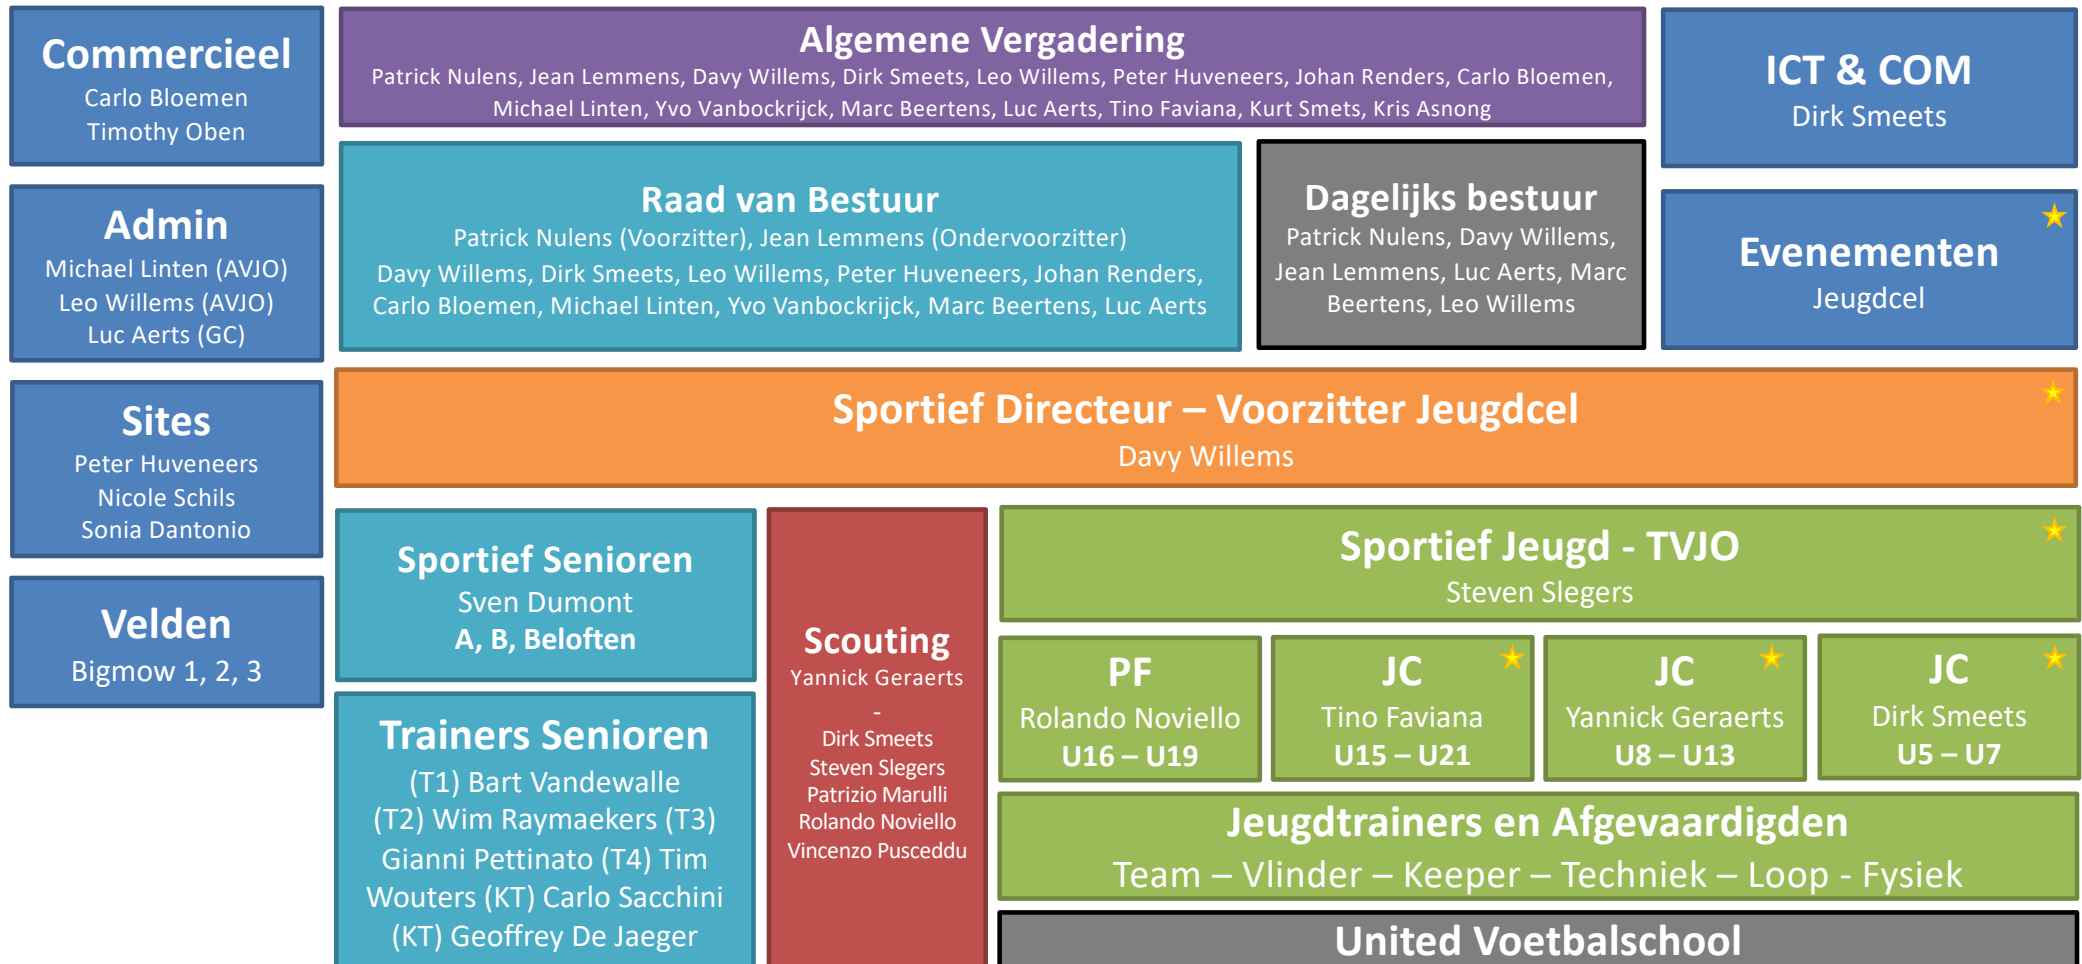 Commercieel
Carlo Bloemen
Timothy Oben
Algemene Vergadering
Patrick Nulens, Jean Lemmens, Davy Willems, Dirk Smeets, Leo Willems, Peter Huveneers, Johan Renders, Carlo Bloemen,
Michael Linten, Yvo Vanbockrijck, Marc Beertens, Luc Aerts, Tino Faviana, Kurt Smets, Kris Asnong
ICT & COM
Dirk Smeets
Admin
Michael Linten (AVJO)
Leo Willems (AVJO)
Luc Aerts (GC)
Raad van Bestuur
Patrick Nulens (Voorzitter), Jean Lemmens (Ondervoorzitter)
Davy Willems, Dirk Smeets, Leo Willems, Peter Huveneers, Johan Renders,
Carlo Bloemen, Michael Linten, Yvo Vanbockrijck, Marc Beertens, Luc Aerts
Dagelijks bestuur
Patrick Nulens, Davy Willems,
Jean Lemmens, Luc Aerts, Marc
Beertens, Leo Willems
Evenementen
Jeugdcel
Sites
Peter Huveneers
Nicole Schils
Sonia Dantonio
Sportief Directeur – Voorzitter Jeugdcel
Davy Willems
Velden
Bigmow 1, 2, 3
Sportief Senioren
Sven Dumont
A, B, Beloften
Trainers Senioren
(T1) Bart Vandewalle
(T2) Wim Raymaekers (T3)
Gianni Pettinato (T4) Tim
Wouters (KT) Carlo Sacchini
(KT) Geoffrey De Jaeger
Scouting
Yannick Geraerts
-
Dirk Smeets
Steven Slegers
Patrizio Marulli
Rolando Noviello
Vincenzo Pusceddu
Sportief Jeugd - TVJO
Steven Slegers
PF
Rolando Noviello
U16 – U19
JC
Tino Faviana
U15 – U21
JC
Yannick Geraerts
U8 – U13
JC
Dirk Smeets
U5 – U7
Jeugdtrainers en Afgevaardigden
Team – Vlinder – Keeper – Techniek – Loop - Fysiek
United Voetbalschool